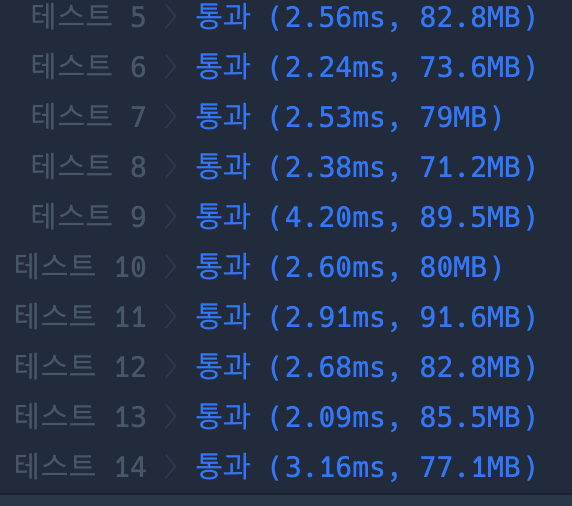 테스트 5 > 통과 (2.56ms, 82.8MB)
테스트 6 > 통과 (2.24ms, 73.6MB)
테스트 7 > 통과 (2.53ms, 79MB)
테스트 8 > 통과 (2.38ms, 71.2MB)
테스트 9 > 통과 (4.20ms, 89.5MB)
테스트 10 > 통과 (2.60ms, 80MB)
테스트 11 > 통과 (2.91ms, 91.6MB)
테스트 12 > 통과 (2.68ms, 82.8MB)
테스트 13 > 통과 (2.09ms, 85.5MB)
테스트 14 > 통과 (3.16ms, 77.1MB)